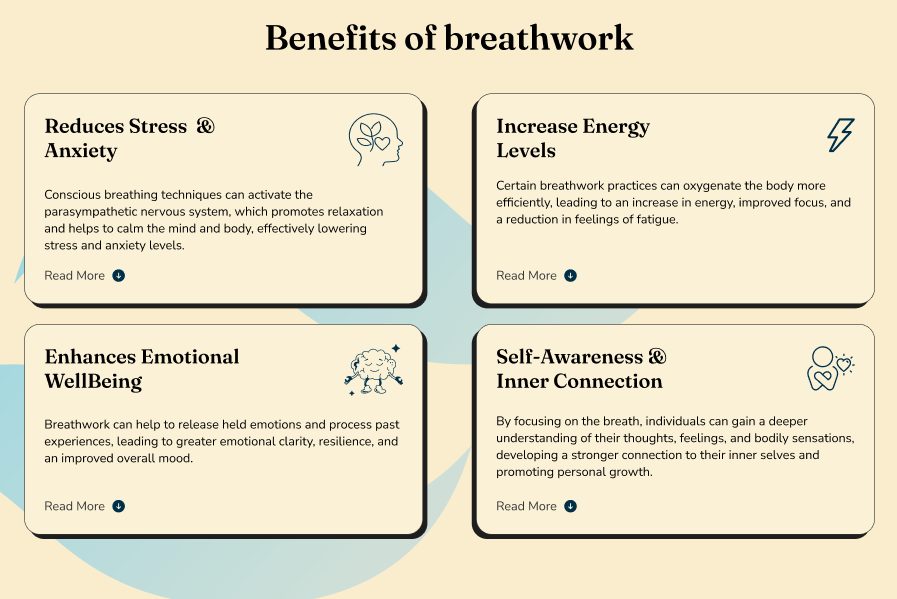 Benefits of breathwork
Reduces Stress &
Anxiety
Conscious breathing techniques can activate the
parasympathetic nervous system, which promotes relaxation
and helps to calm the mind and body, effectively lowering
stress and anxiety levels.
Read More
Increase Energy
Levels
Certain breathwork practices can oxygenate the body more
efficiently, leading to an increase in energy, improved focus, and
a reduction in feelings of fatigue.
Read More
Enhances Emotional
WellBeing
Breathwork can help to release held emotions and process past
experiences, leading to greater emotional clarity, resilience, and
an improved overall mood.
Read More
Self-Awareness &
Inner Connection
By focusing on the breath, individuals can gain a deeper
understanding of their thoughts, feelings, and bodily sensations,
developing a stronger connection to their inner selves and
promoting personal growth.
Read More